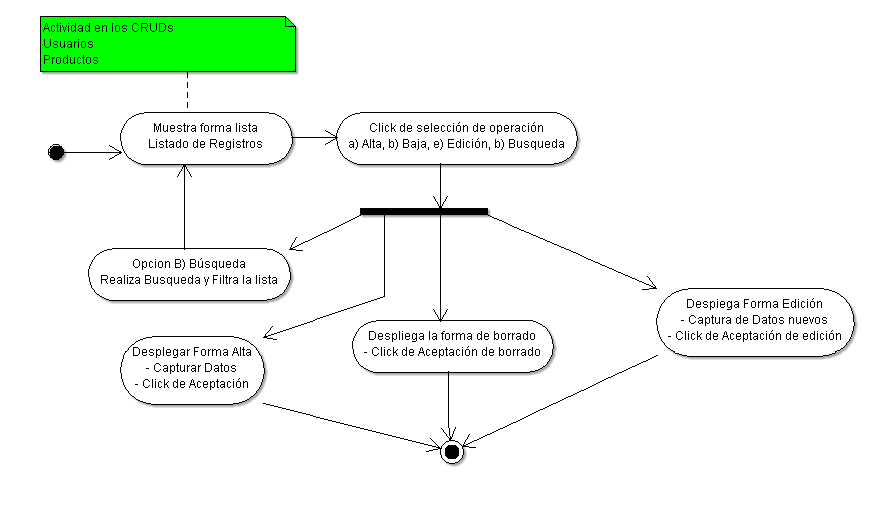 Actividad en los CRUDs
Usuarios
Productos
Muestra forma lista
Listado de Registros
Click de selección de operación
a) Alta, b) Baja, e) Edición, b) Busqueda
Opcion B) Búsqueda
Realiza Busqueda y Filtra la lista
Desplegar Forma Alta
- Capturar Datos
- Click de Aceptación
Despliega la forma de borrado
- Click de Aceptación de borrado
Despiega Forma Edición
- Captura de Datos nuevos
- Click de Aceptación de edición